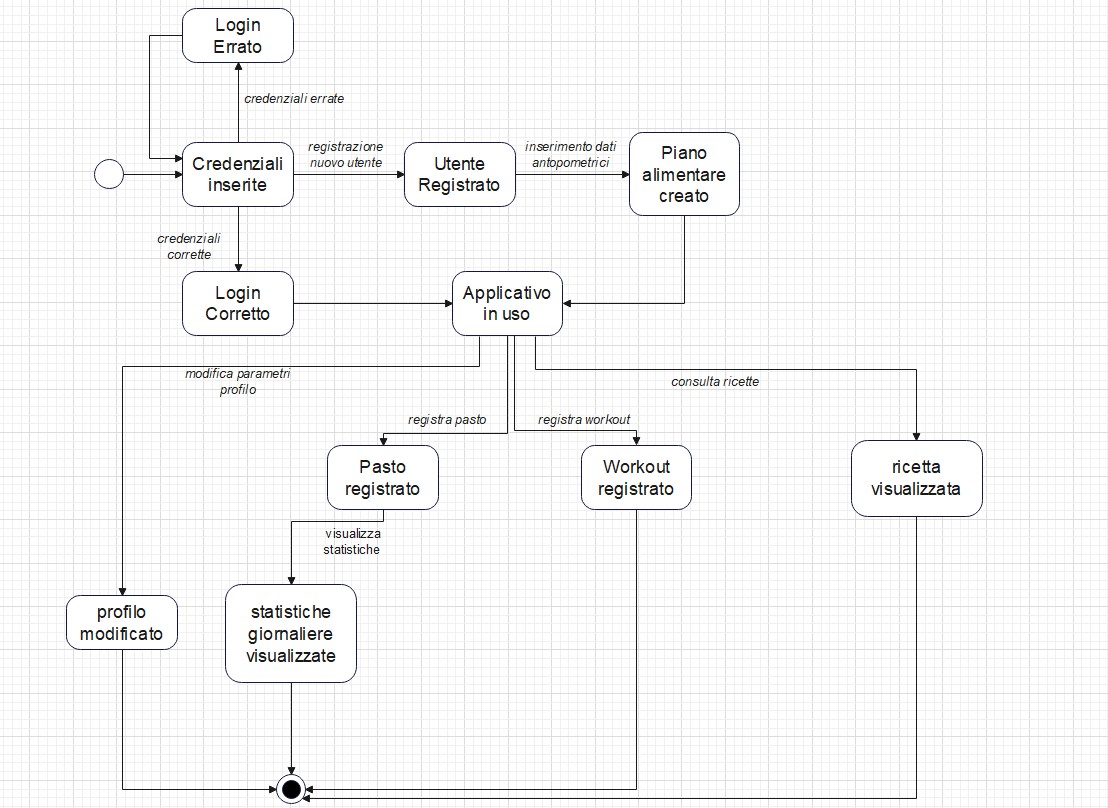 Login
Errato
credenziali errate
Credenziali
inserite
registrazione
nuovo utente
Utente
Registrato
inserimento dati
antopometrici
Piano
alimentare
creato
credenziali
corrette
Login
Corretto
Applicativo
in uso
modifica parametri
profilo
consulta ricette
registra pasto
registra workout
Pasto
registrato
Workout
registrato
ricetta
visualizzata
visualizza
statistiche
profilo
modificato
statistiche
giornaliere
visualizzate